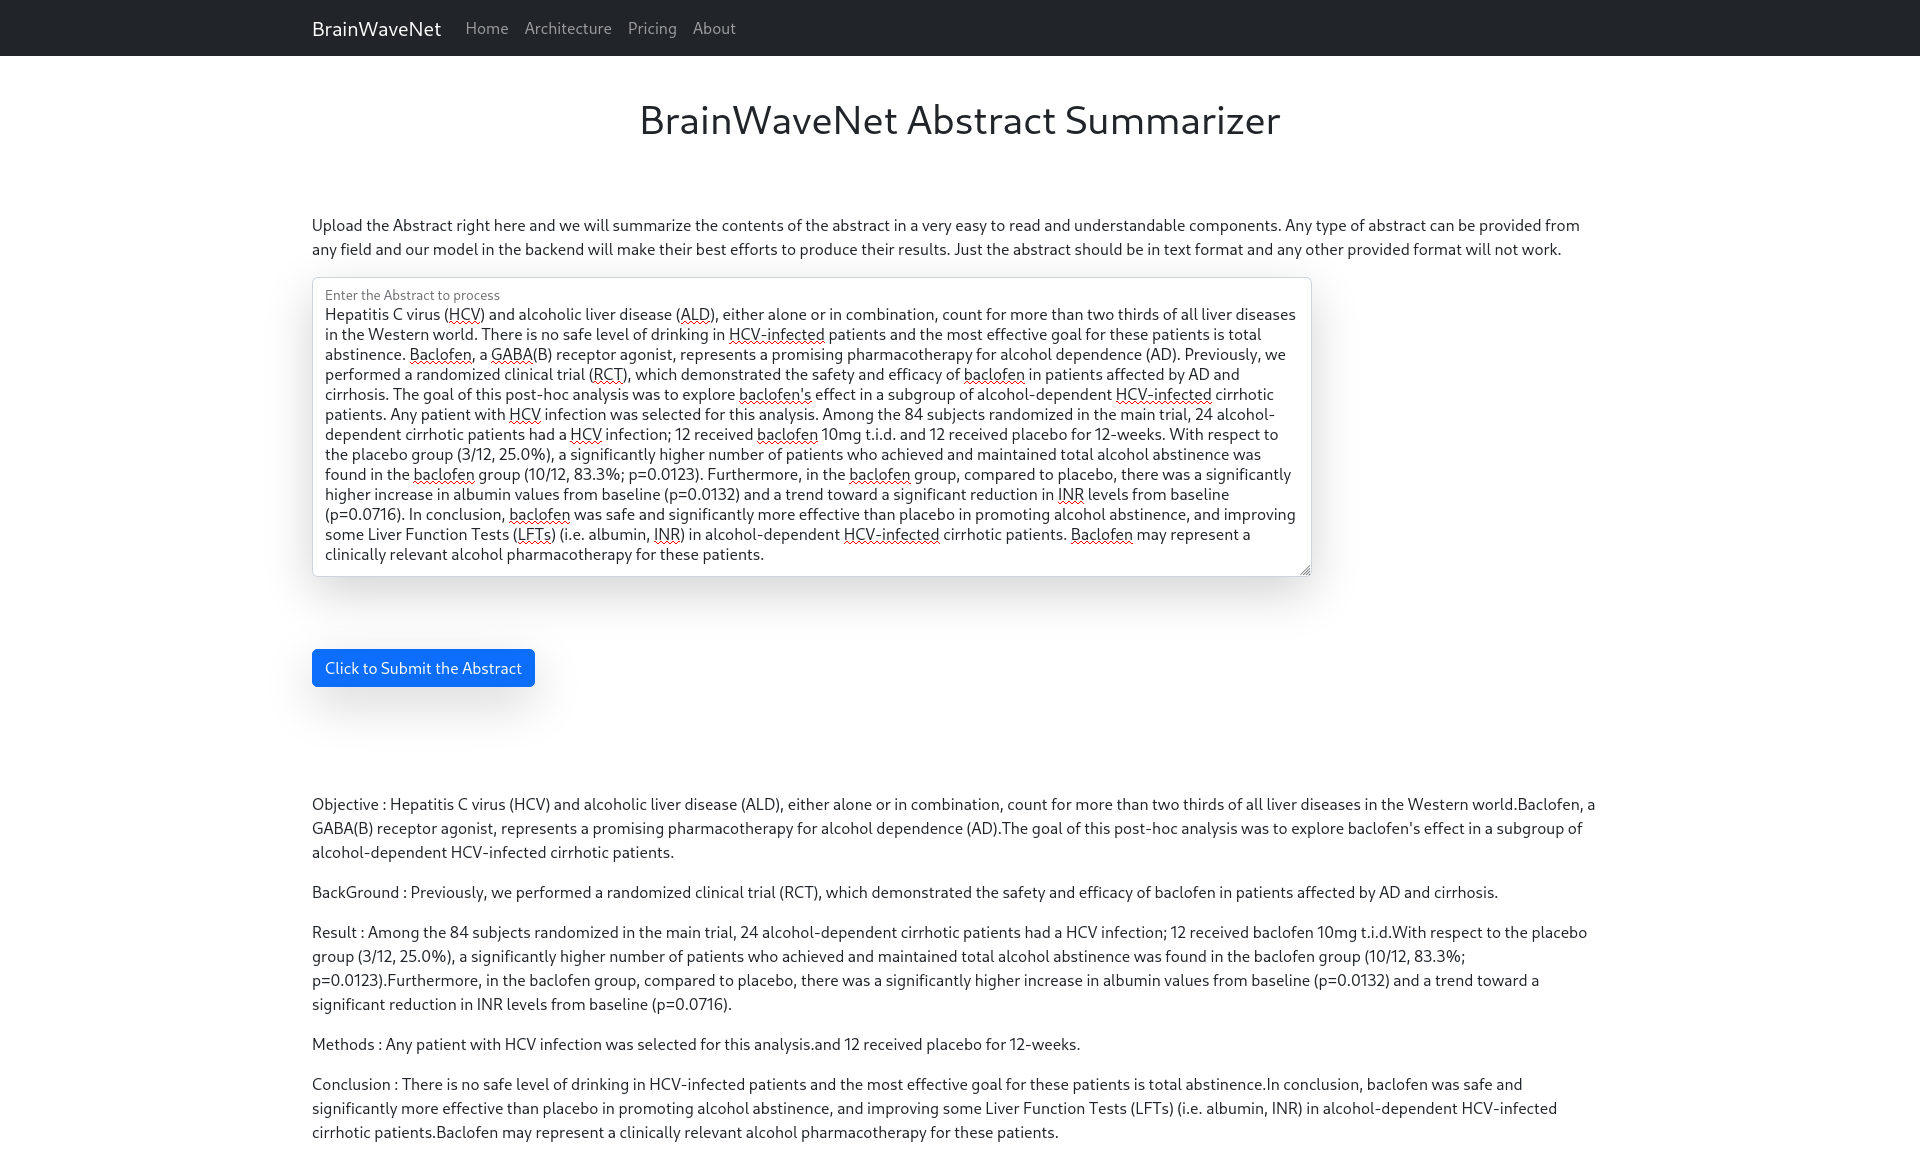 BrainWaveNet Home Architecture Pricing About
BrainWaveNet Abstract Summarizer
Upload the Abstract right here and we will summarize the contents of the abstract in a very easy to read and understandable components. Any type of abstract can be provided from
any field and our model in the backend will make their best efforts to produce their results. Just the abstract should be in text format and any other provided format will not work.
Enter the Abstract to process
Hepatitis C virus (HCV) and alcoholic liver disease (ALD), either alone or in combination, count for more than two thirds of all liver diseases
in the Western world. There is no safe level of drinking in HCV-infected patients and the most effective goal for these patients is total
abstinence. Baclofen, a GABA(B) receptor agonist, represents a promising pharmacotherapy for alcohol dependence (AD). Previously, we
performed a randomized clinical trial (RCT), which demonstrated the safety and efficacy of baclofen in patients affected by AD and
cirrhosis. The goal of this post-hoc analysis was to explore baclofen's effect in a subgroup of alcohol-dependent HCV-infected cirrhotic
patients. Any patient with HCV infection was selected for this analysis. Among the 84 subjects randomized in the main trial, 24 alcohol-
dependent cirrhotic patients had a HCV infection; 12 received baclofen 10mg t.i.d. and 12 received placebo for 12-weeks. With respect to
the placebo group (3/12, 25.0%), a significantly higher number of patients who achieved and maintained total alcohol abstinence was
found in the baclofen group (10/12, 83.3%; p=0.0123). Furthermore, in the baclofen group, compared to placebo, there was a significantly
higher increase in albumin values from baseline (p=0.0132) and a trend toward a significant reduction in INR levels from baseline
(p=0.0716). In conclusion, baclofen was safe and significantly more effective than placebo in promoting alcohol abstinence, and improving
some Liver Function Tests (LFTs) (i.e. albumin, INR) in alcohol-dependent HCV-infected cirrhotic patients. Baclofen may represent a
clinically relevant alcohol pharmacotherapy for these patients.
Click to Submit the Abstract
Objective : Hepatitis C virus (HCV) and alcoholic liver disease (ALD), either alone or in combination, count for more than two thirds of all liver diseases in the Western world.Baclofen, a
GABA(B) receptor agonist, represents a promising pharmacotherapy for alcohol dependence (AD).The goal of this post-hoc analysis was to explore baclofen's effect in a subgroup of
alcohol-dependent HCV-infected cirrhotic patients.
BackGround : Previously, we performed a randomized clinical trial (RCT), which demonstrated the safety and efficacy of baclofen in patients affected by AD and cirrhosis.
Result : Among the 84 subjects randomized in the main trial, 24 alcohol-dependent cirrhotic patients had a HCV infection; 12 received baclofen 10mg t.i.d.With respect to the placebo
group (3/12, 25.0%), a significantly higher number of patients who achieved and maintained total alcohol abstinence was found in the baclofen group (10/12, 83.3%;
p=0.0123).Furthermore, in the baclofen group, compared to placebo, there was a significantly higher increase in albumin values from baseline (p=0.0132) and a trend toward a
significant reduction in INR levels from baseline (p=0.0716).
Methods : Any patient with HCV infection was selected for this analysis.and 12 received placebo for 12-weeks.
Conclusion : There is no safe level of drinking in HCV-infected patients and the most effective goal for these patients is total abstinence.In conclusion, baclofen was safe and
significantly more effective than placebo in promoting alcohol abstinence, and improving some Liver Function Tests (LFTs) (i.e. albumin, INR) in alcohol-dependent HCV-infected
cirrhotic patients.Baclofen may represent a clinically relevant alcohol pharmacotherapy for these patients.